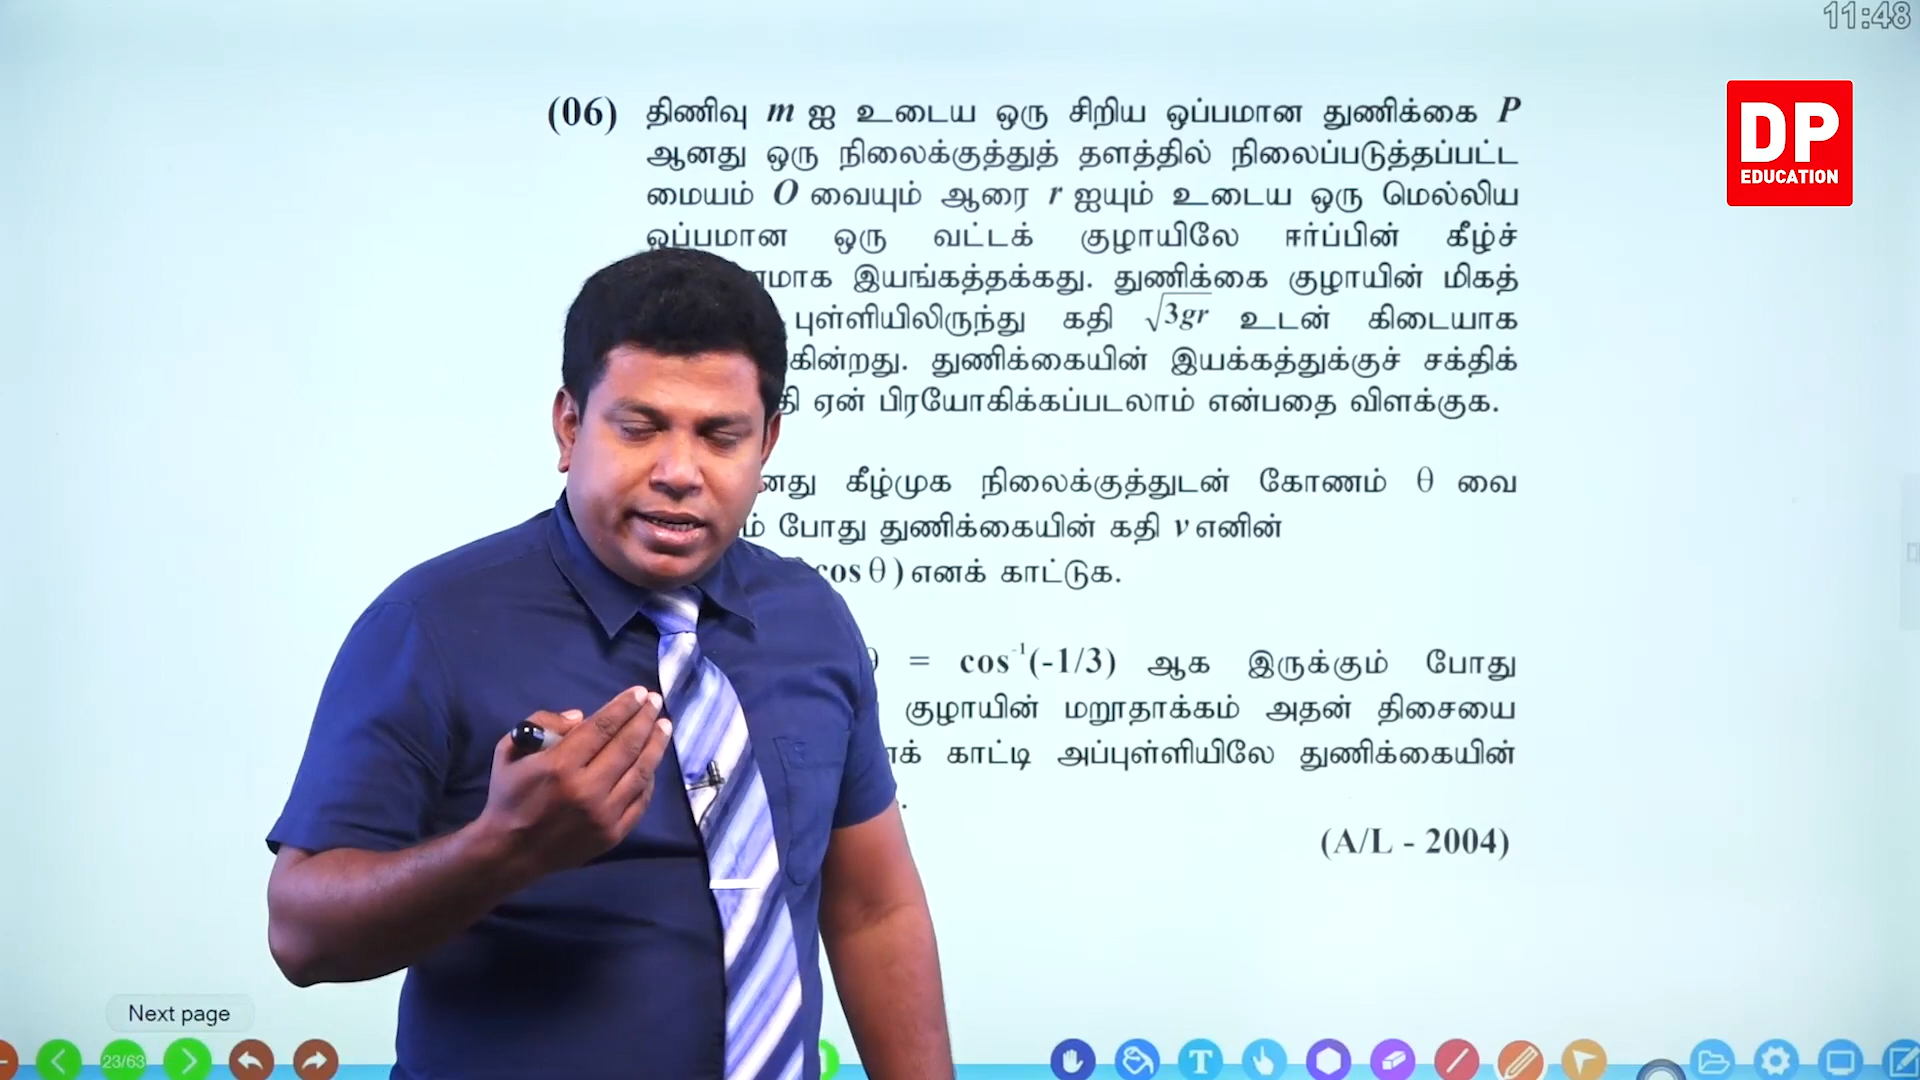 11:48
DP
EDUCATION
(06) திணிவு m ஐ உடைய ஒரு சிறிய ஒப்பமான துணிக்கை P
ஆனது ஒரு நிலைக்குத்துத் தளத்தில் நிலைப்படுத்தப்பட்ட
மையம் O வையும் ஆரை r ஐயும் உடைய ஒரு மெல்லிய
ஒப்பமான ஒரு வட்டக் குழாயிலே ஈர்ப்பின் கீழ்ச்
இயங்கத்தக்கது. துணிக்கை குழாயின் மிகத்
புள்ளியிலிருந்து கதி √3gr உடன் கிடையாக
துணிக்கையின் இயக்கத்துக்குச் சக்திக்
ஏன் பிரயோகிக்கப்படலாம் என்பதை விளக்குக.
கீழ்முக நிலைக்குத்துடன் கோணம் θ வை
போது துணிக்கையின் கதி v எனின்
cos θ ) எனக் காட்டுக.
= cos⁻¹(-1/3) ஆக இருக்கும் போது
குழாயின் மறூதாக்கம் அதன் திசையை
காட்டி அப்புள்ளியிலே துணிக்கையின்
(A/L - 2004)
Next page
23/63